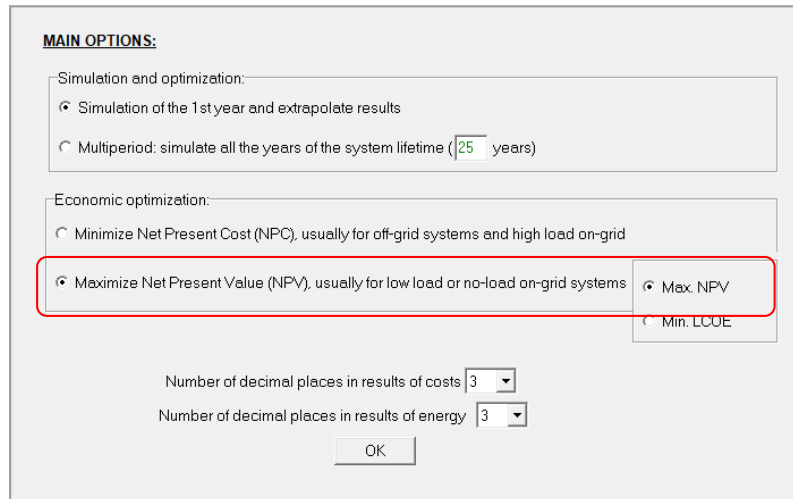 MAIN OPTIONS:
Simulation and optimization:
Simulation of the 1st year and extrapolate results
Multiperiod: simulate all the years of the system lifetime ( 25 years)
Economic optimization:
Minimize Net Present Cost (NPC), usually for off-grid systems and high load on-grid
Maximize Net Present Value (NPV), usually for low load or no-load on-grid systems
Max. NPV
Min. LCOE
Number of decimal places in results of costs 3
Number of decimal places in results of energy 3
OK